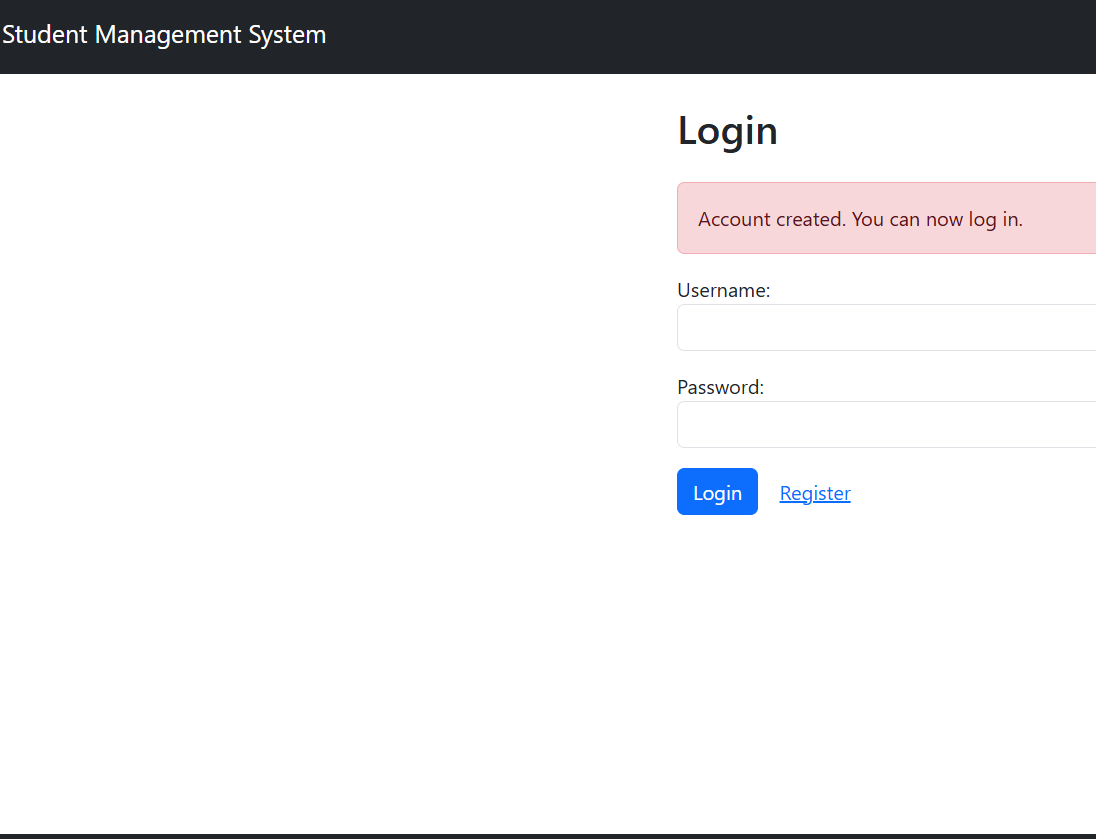 Student Management System
Login
Account created. You can now log in.
Username:
Password:
Login Register